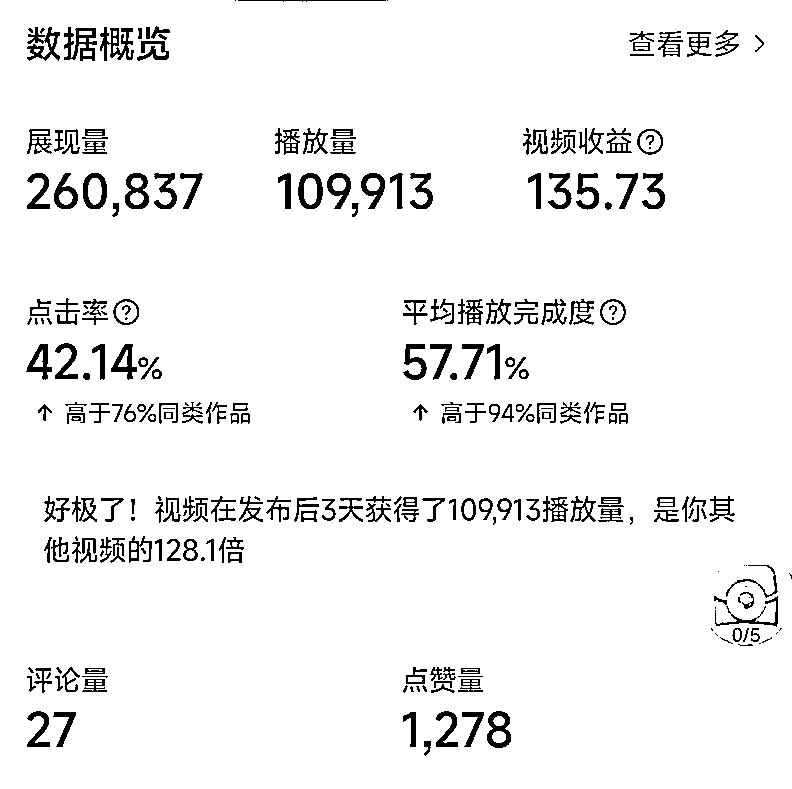 数据概览 查看更多 >
展现量 播放量 视频收益?
260,837 109,913 135.73
点击率? 平均播放完成度?
42.14% 57.71%
↑ 高于76%同类作品 ↑ 高于94%同类作品
好极了！视频在发布后3天获得了109,913播放量，是你其
他视频的128.1倍
0/5
评论量 点赞量
27 1,278